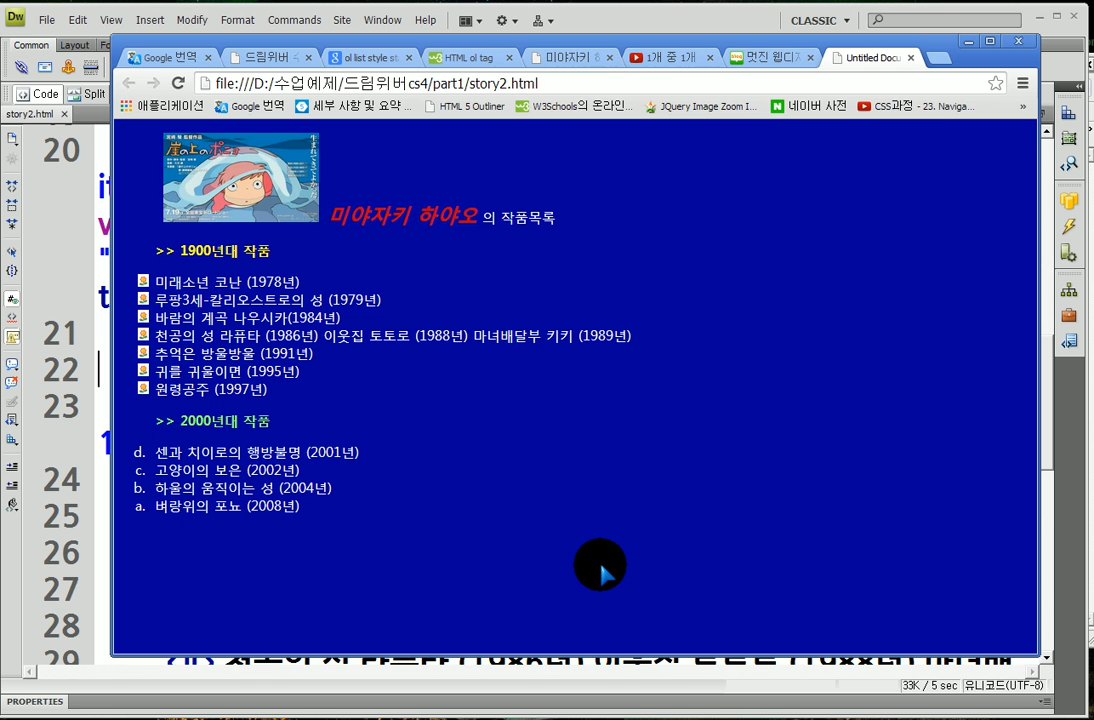 Dw File Edit View Insert Modify Format Commands Site Window Help CLASSIC
Common Layout
Google 번역 드림위버 ol list style st HTML ol tag 미야자키 1개 중 1개 멋진 웹디자 Untitled Docu
file:///D:/수업예제/드림위버cs4/part1/story2.html
Code Split
애플리케이션 Google 번역 세부 사항 및 요약 ... HTML 5 Outliner W3Schools의 온라인... JQuery Image Zoom I... 네이버 사전 CSS과정 - 23. Naviga... »
story2.html
崖の上のポニョ
미야자키 하야오 의 작품목록
>> 1900년대 작품
미래소년 코난 (1978년)
루팡3세-칼리오스트로의 성 (1979년)
바람의 계곡 나우시카(1984년)
천공의 성 라퓨타 (1986년) 이웃집 토토로 (1988년) 마녀배달부 키키 (1989년)
추억은 방울방울 (1991년)
귀를 귀울이면 (1995년)
원령공주 (1997년)
>> 2000년대 작품
d. 센과 치이로의 행방불명 (2001년)
c. 고양이의 보은 (2002년)
b. 하울의 움직이는 성 (2004년)
a. 벼랑위의 포뇨 (2008년)
20
21
22
23
24
25
26
27
28
29
33K / 5 sec 유니코드(UTF-8)
PROPERTIES